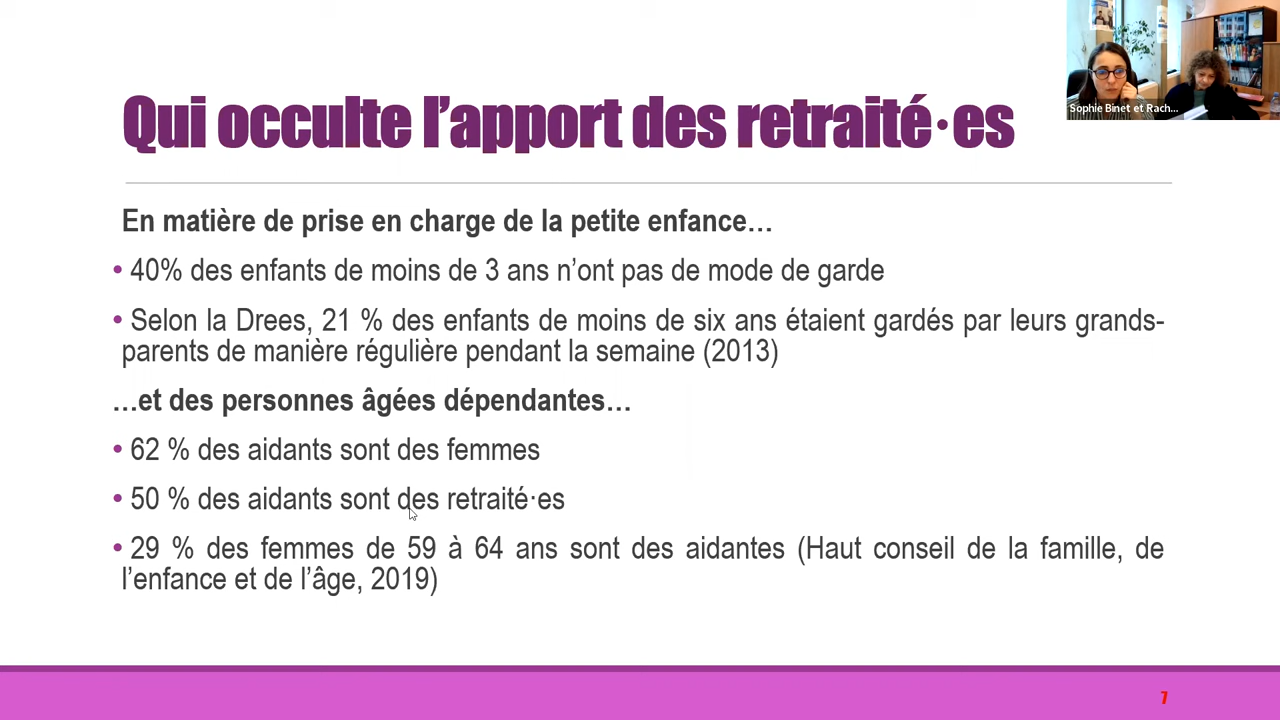 Qui occulte l’apport des retraité·es
Sophie Binet et Rach...
En matière de prise en charge de la petite enfance…
• 40% des enfants de moins de 3 ans n’ont pas de mode de garde
• Selon la Drees, 21 % des enfants de moins de six ans étaient gardés par leurs grands-
parents de manière régulière pendant la semaine (2013)
…et des personnes âgées dépendantes…
• 62 % des aidants sont des femmes
• 50 % des aidants sont des retraité·es
• 29 % des femmes de 59 à 64 ans sont des aidantes (Haut conseil de la famille, de
l’enfance et de l’âge, 2019)
7